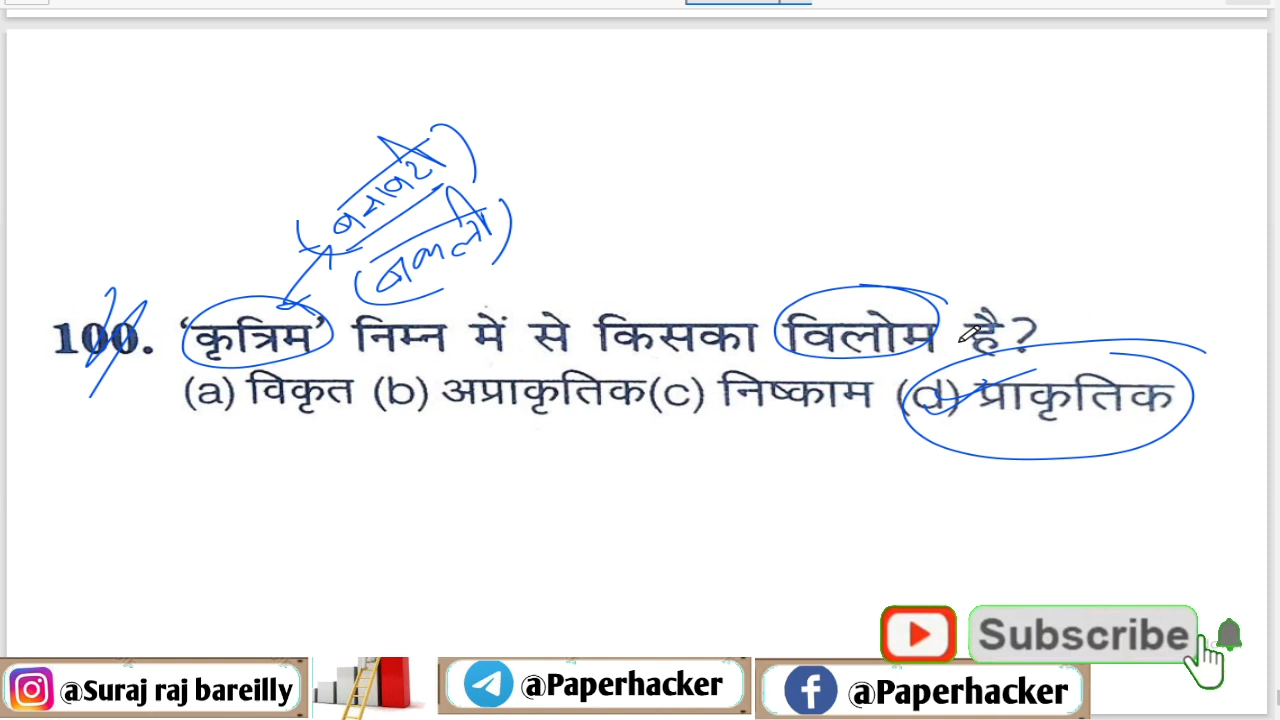 (बनावटी)
(नकली)
100. 'कृत्रिम' निम्न में से किसका विलोम है?
(a) विकृत (b) अप्राकृतिक(c) निष्काम (d) प्राकृतिक
Subscribe
@Suraj raj bareilly @Paperhacker @Paperhacker